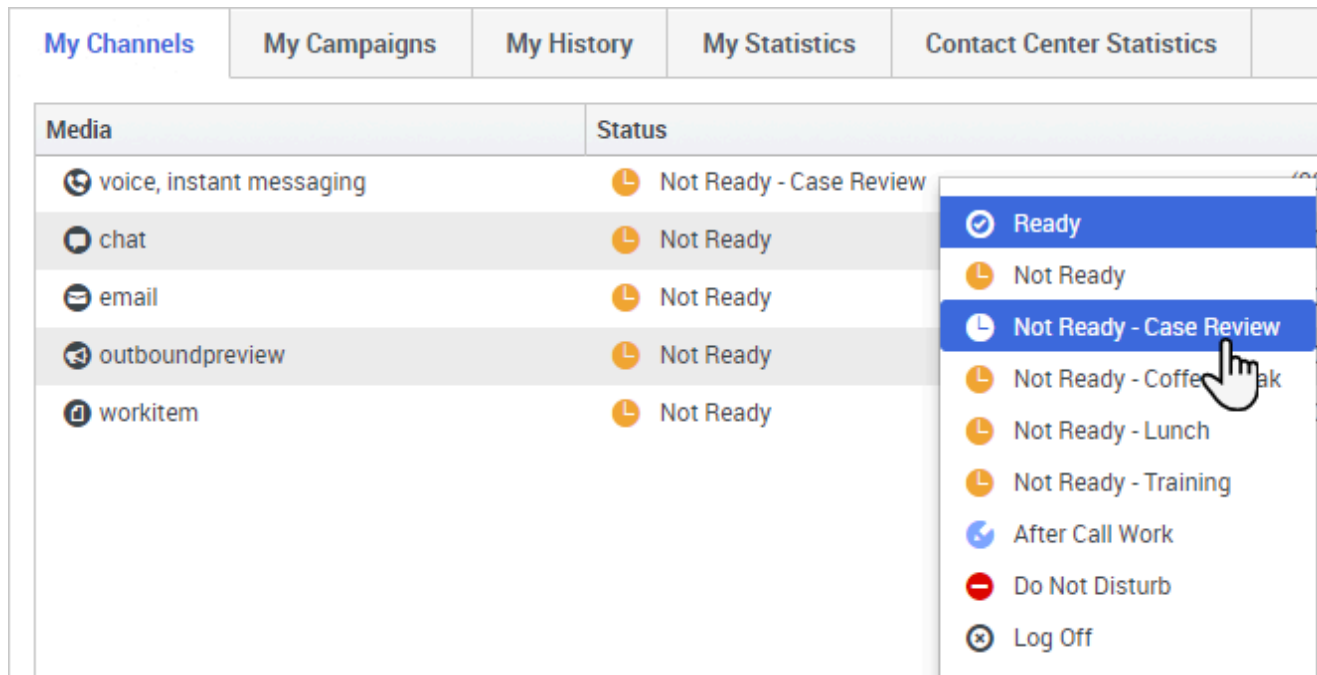 My Channels My Campaigns My History My Statistics Contact Center Statistics
Media Status
voice, instant messaging Not Ready - Case Review
chat Not Ready
email Not Ready
outboundpreview Not Ready
workitem Not Ready
Ready
Not Ready
Not Ready - Case Review
Not Ready -
Not Ready - Lunch
Not Ready - Training
After Call Work
Do Not Disturb
Log Off